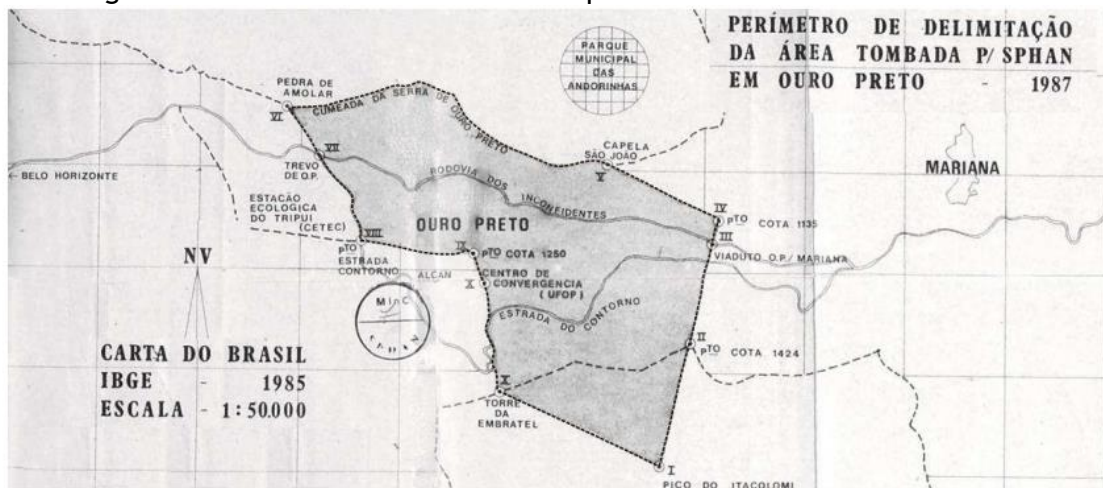 PERÍMETRO DE DELIMITAÇÃO
DA ÁREA TOMBADA P/ SPHAN
EM OURO PRETO - 1987
PARQUE
MUNICIPAL
DAS
ANDORINHAS
PEDRA DE
AMOLAR
VI
CUMEADA DA SERRA DE OURO PRETO
CAPELA
SÃO JOÃO
V
MARIANA
VII
TREVO
DE O.P.
← BELO HORIZONTE
RODOVIA DOS INCONFIDENTES
ESTAÇÃO
ECOLOGICA
DO TRIPUI
(CETEC)
OURO PRETO
IV
PTO COTA 1135
III
VIADUTO O.P./ MARIANA
VIII
PTO
ESTRADA
CONTORNO
IX
PTO COTA 1250
NV
ALCAN
X
CENTRO DE
CONVERGENCIA
(UFOP)
MinC
ESTRADA DO CONTORNO
II
PTO COTA 1424
CARTA DO BRASIL
IBGE - 1985
ESCALA - 1:50.000
TORRE
DA
EMBRATEL
I
PICO DO ITACOLOMI